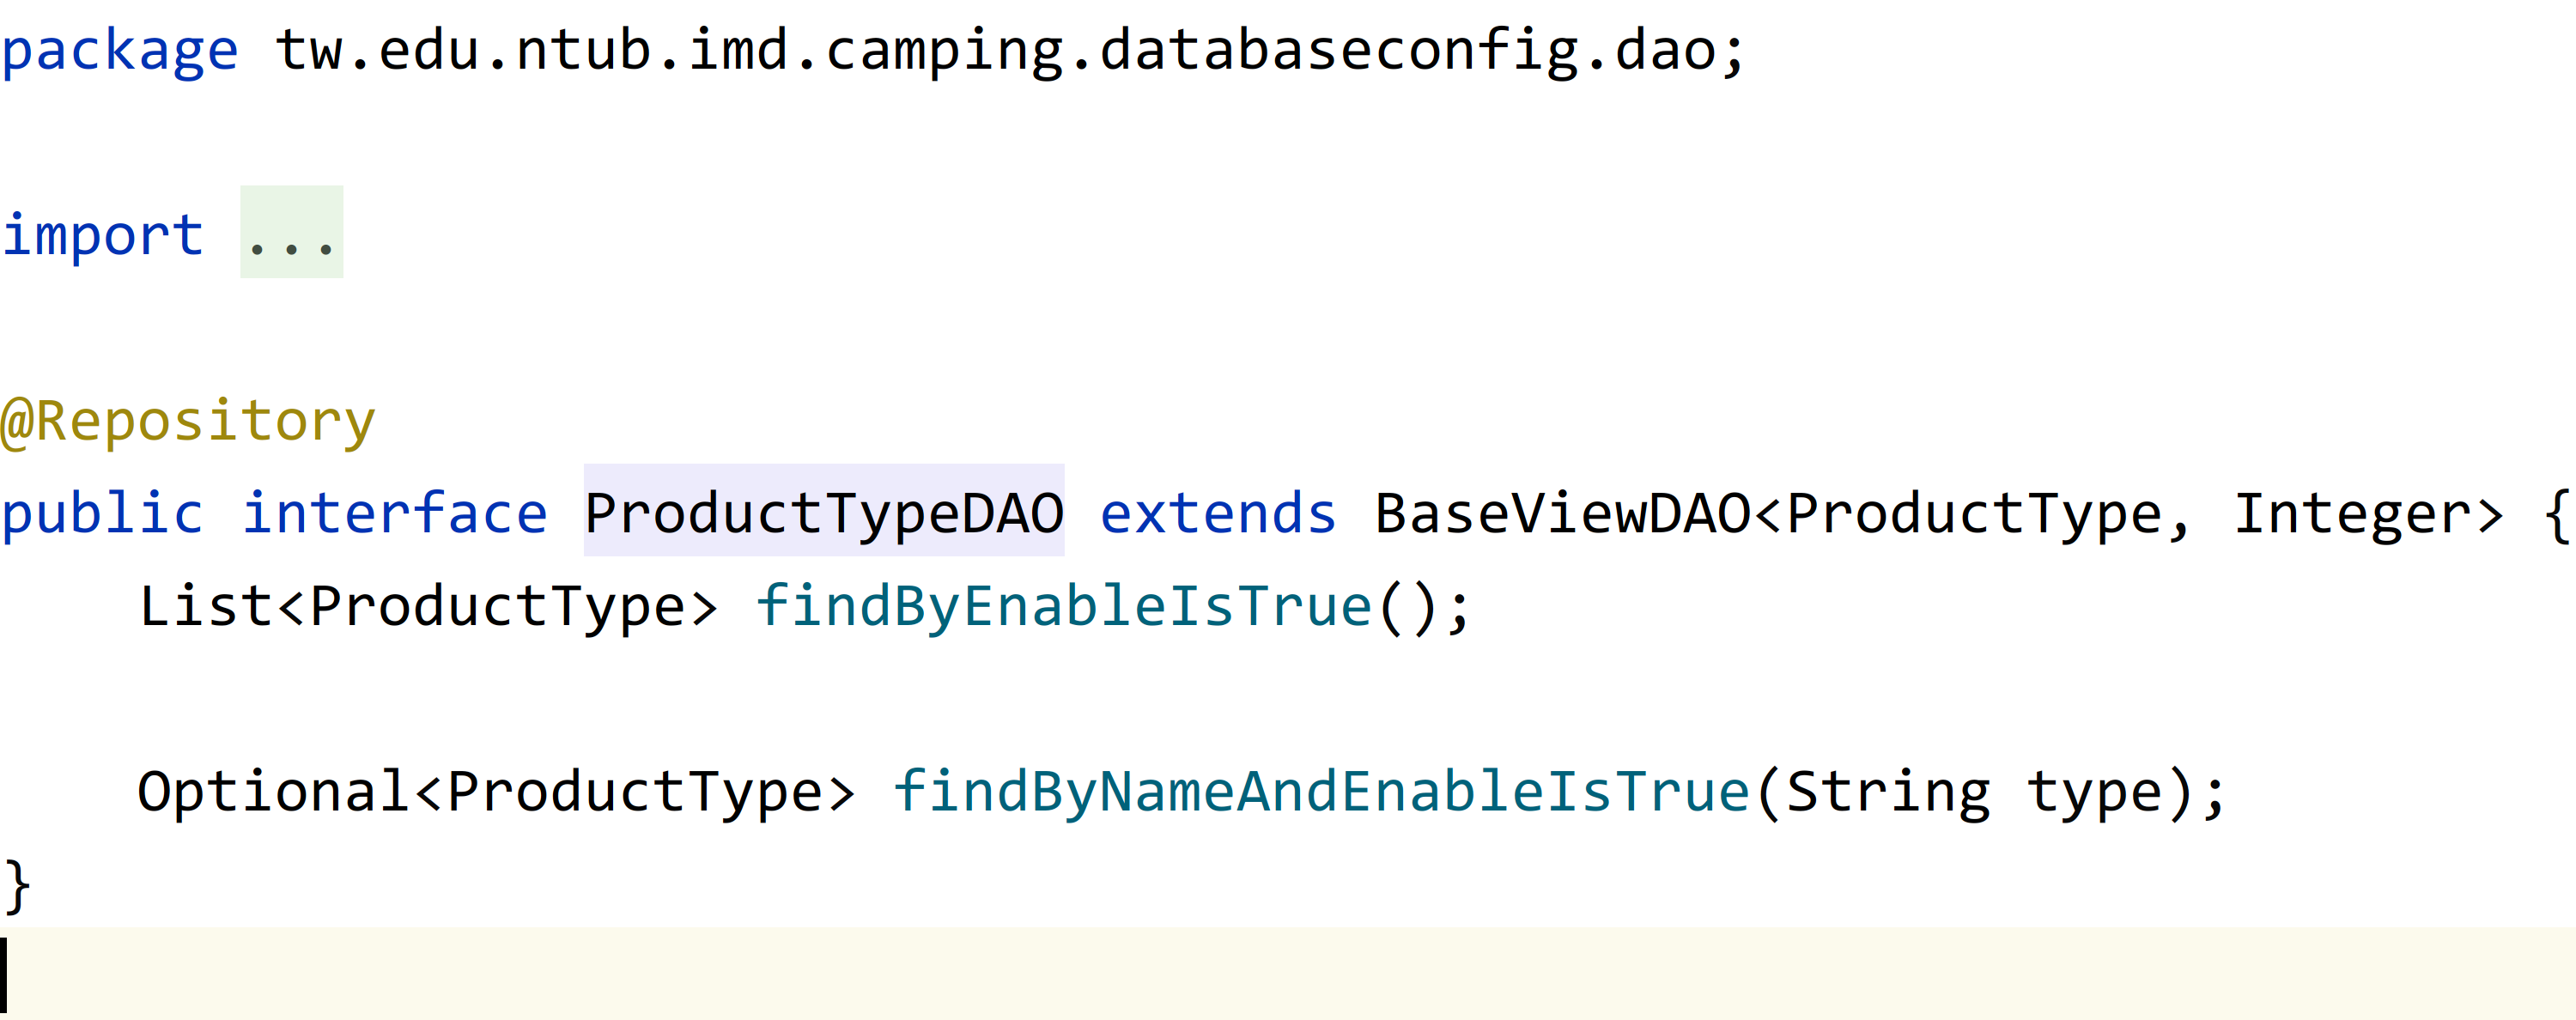 package tw.edu.ntub.imd.camping.databaseconfig.dao;
import ...
@Repository
public interface ProductTypeDAO extends BaseViewDAO<ProductType, Integer> {
    List<ProductType> findByEnableIsTrue();
    Optional<ProductType> findByNameAndEnableIsTrue(String type);
}